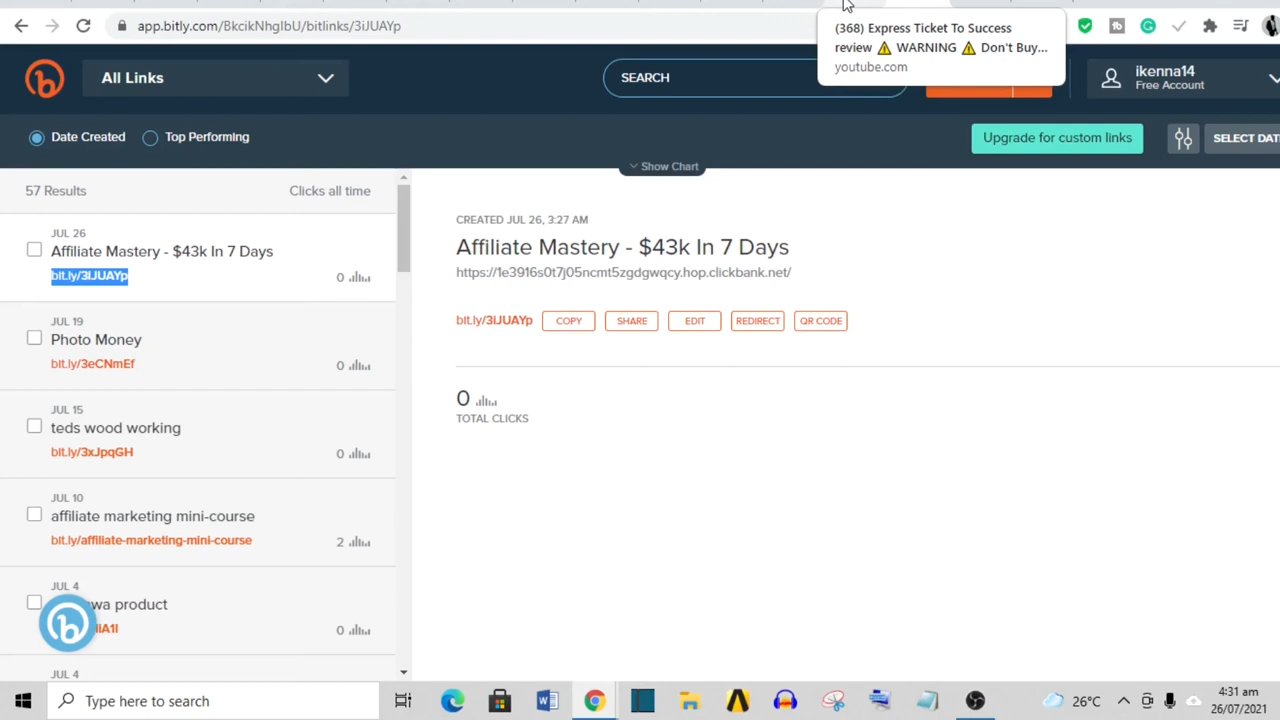 app.bitly.com/BkcikNhgIbU/bitlinks/3iJUAYp
(368) Express Ticket To Success
review ⚠ WARNING ⚠ Don't Buy...
youtube.com
All Links
SEARCH
ikenna14
Free Account
Date Created
Top Performing
Upgrade for custom links
SELECT DAT
Show Chart
57 Results
Clicks all time
JUL 26
Affiliate Mastery - $43k In 7 Days
bit.ly/3iJUAYp
0
JUL 19
Photo Money
bit.ly/3eCNmEf
0
JUL 15
teds wood working
bit.ly/3xJpqGH
0
JUL 10
affiliate marketing mini-course
bit.ly/affiliate-marketing-mini-course
2
JUL 4
wa product
iA1l
0
JUL 4
CREATED JUL 26, 3:27 AM
Affiliate Mastery - $43k In 7 Days
https://1e3916s0t7j05ncmt5zgdgwqcy.hop.clickbank.net/
bit.ly/3iJUAYp COPY SHARE EDIT REDIRECT QR CODE
0
TOTAL CLICKS
Type here to search
26°C
4:31 am
26/07/2021